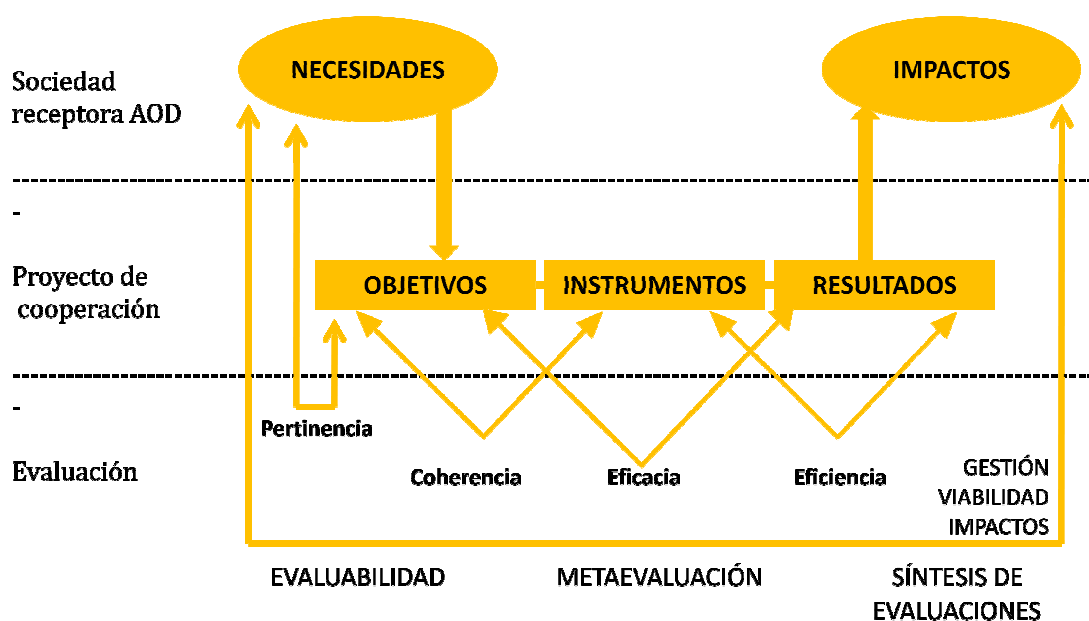 NECESIDADES
IMPACTOS
Sociedad
receptora AOD
-
Proyecto de
cooperación
OBJETIVOS
INSTRUMENTOS
RESULTADOS
-
Evaluación
Pertinencia
Coherencia
Eficacia
Eficiencia
GESTIÓN
VIABILIDAD
IMPACTOS
EVALUABILIDAD
METAEVALUACIÓN
SÍNTESIS DE
EVALUACIONES